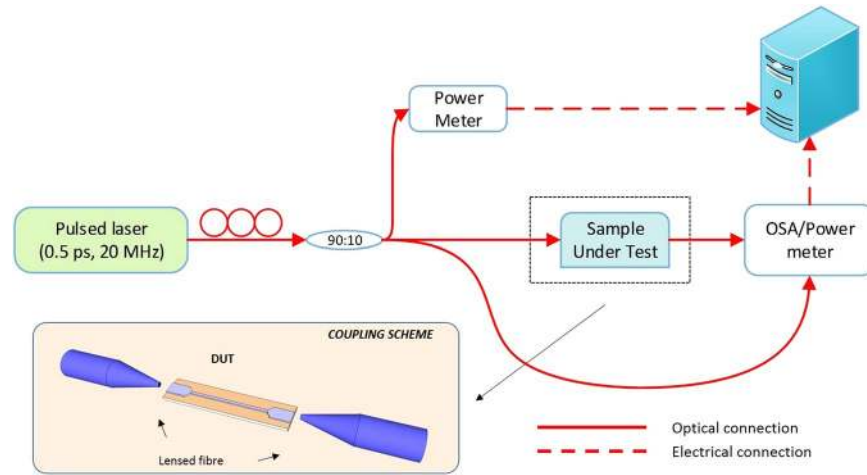 Power
Meter
Pulsed laser
(0.5 ps, 20 MHz)
90:10
Sample
Under Test
OSA/Power
meter
COUPLING SCHEME
DUT
Lensed fibre
Optical connection
Electrical connection